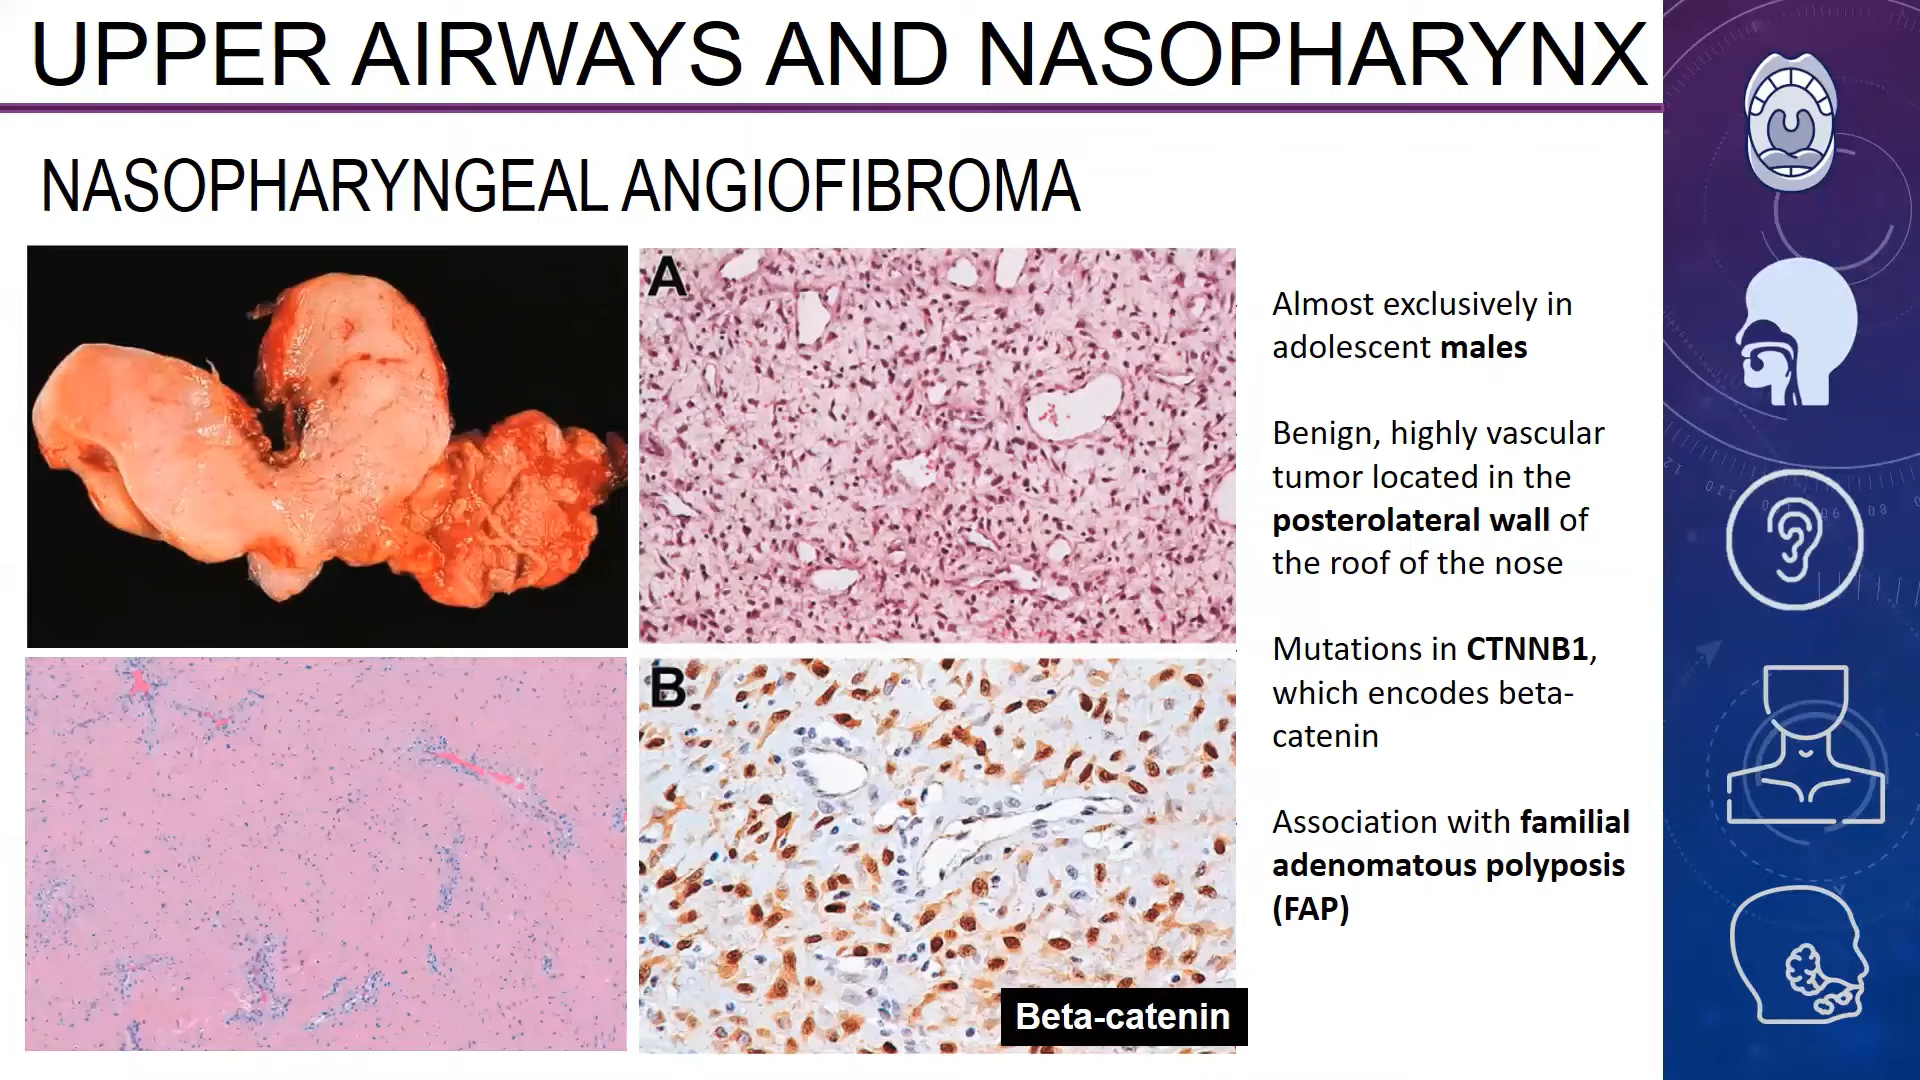 UPPER AIRWAYS AND NASOPHARYNX
NASOPHARYNGEAL ANGIOFIBROMA
A
B
Beta-catenin
Almost exclusively in
adolescent males
Benign, highly vascular
tumor located in the
posterolateral wall of
the roof of the nose
Mutations in CTNNB1,
which encodes beta-
catenin
Association with familial
adenomatous polyposis
(FAP)